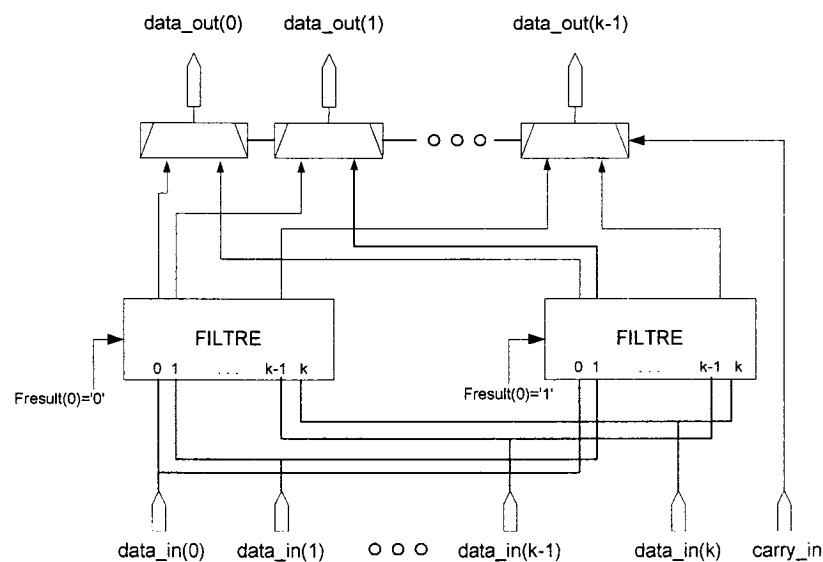 data_out(0) data_out(1) data_out(k-1)
FILTRE FILTRE
0 1 . . . k-1 k 0 1 . . . k-1 k
Fresult(0)='0' Fresult(0)='1'
data_in(0) data_in(1) data_in(k-1) data_in(k) carry_in